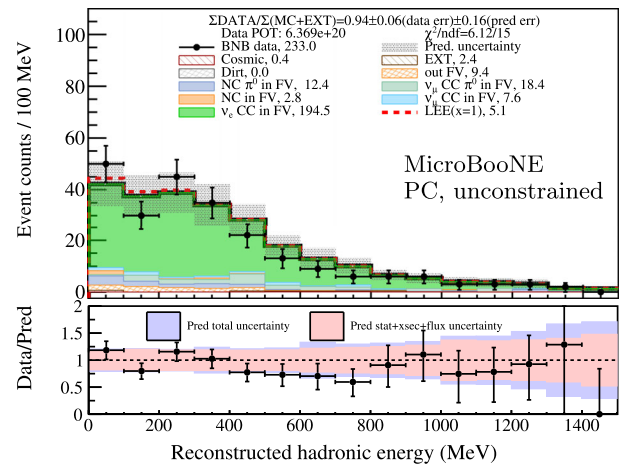 ΣDATA/Σ(MC+EXT)=0.94±0.06(data err)±0.16(pred err)
Data POT: 6.369e+20 χ²/ndf=6.12/15
BNB data, 233.0 Pred. uncertainty
Cosmic, 0.4 EXT, 2.4
Dirt, 0.0 out FV, 9.4
NC π⁰ in FV, 12.4 νμ CC π⁰ in FV, 18.4
NC in FV, 2.8 νμ CC in FV, 7.6
νe CC in FV, 194.5 LEE(x=1), 5.1
MicroBooNE
PC, unconstrained
Event counts / 100 MeV
100
80
60
40
20
0
Pred total uncertainty Pred stat+xsec+flux uncertainty
Data/Pred
2
1.5
1
0.5
0
0 200 400 600 800 1000 1200 1400
Reconstructed hadronic energy (MeV)